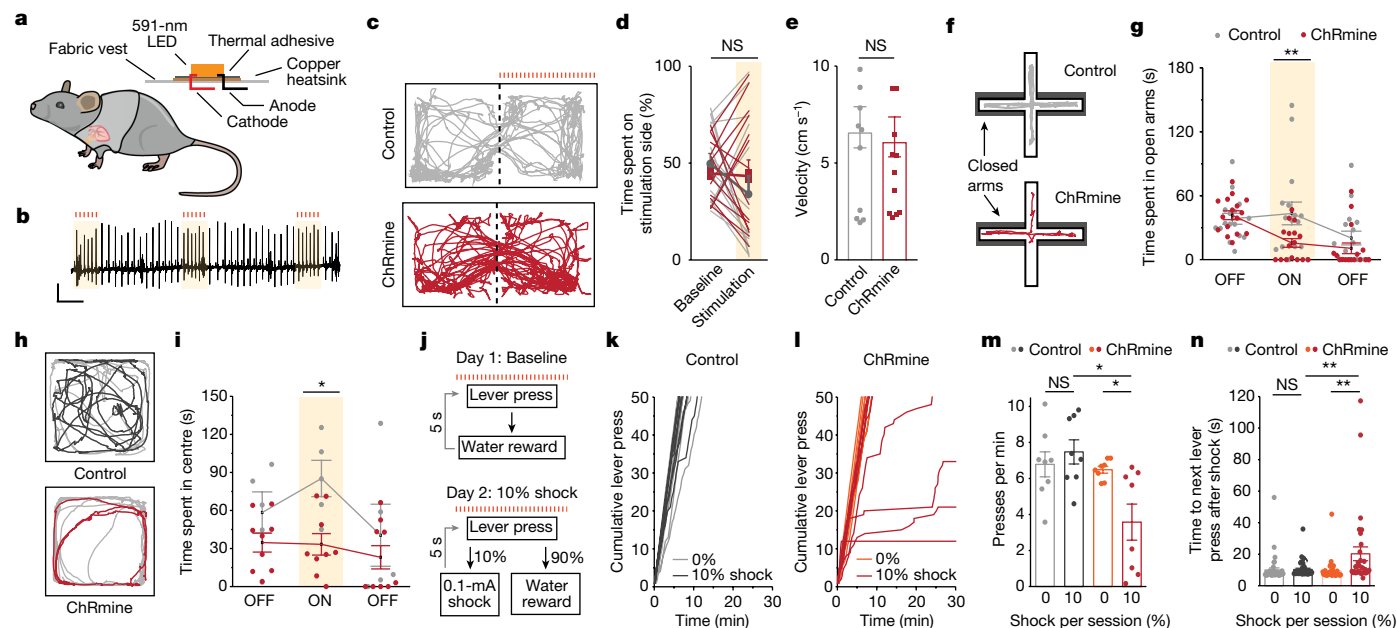 a
591-nm
LED
Thermal adhesive
Fabric vest
Copper
heatsink
Anode
Cathode
b
c
Control
ChRmine
d
NS
Time spent on
stimulation side (%)
100
50
0
Baseline
Stimulation
e
NS
Velocity (cm s⁻¹)
10
5
0
Control
ChRmine
f
Control
Closed
arms
ChRmine
g
Control
ChRmine
**
Time spent in open arms (s)
180
120
60
0
OFF
ON
OFF
h
Control
ChRmine
i
*
Time spent in centre (s)
150
120
90
60
30
0
OFF
ON
OFF
j
Day 1: Baseline
Lever press
5 s
Water reward
Day 2: 10% shock
Lever press
5 s
10%
90%
0.1-mA
shock
Water
reward
k
Control
Cumulative lever press
50
40
30
20
10
0
0%
10% shock
0
10
20
30
Time (min)
l
ChRmine
Cumulative lever press
50
40
30
20
10
0
0%
10% shock
0
10
20
30
Time (min)
m
Control
ChRmine
*
NS
*
Presses per min
10
8
6
4
2
0
0
10
0
10
Shock per session (%)
n
Control
ChRmine
**
NS
**
Time to next lever
press after shock (s)
120
100
80
60
40
20
0
0
10
0
10
Shock per session (%)